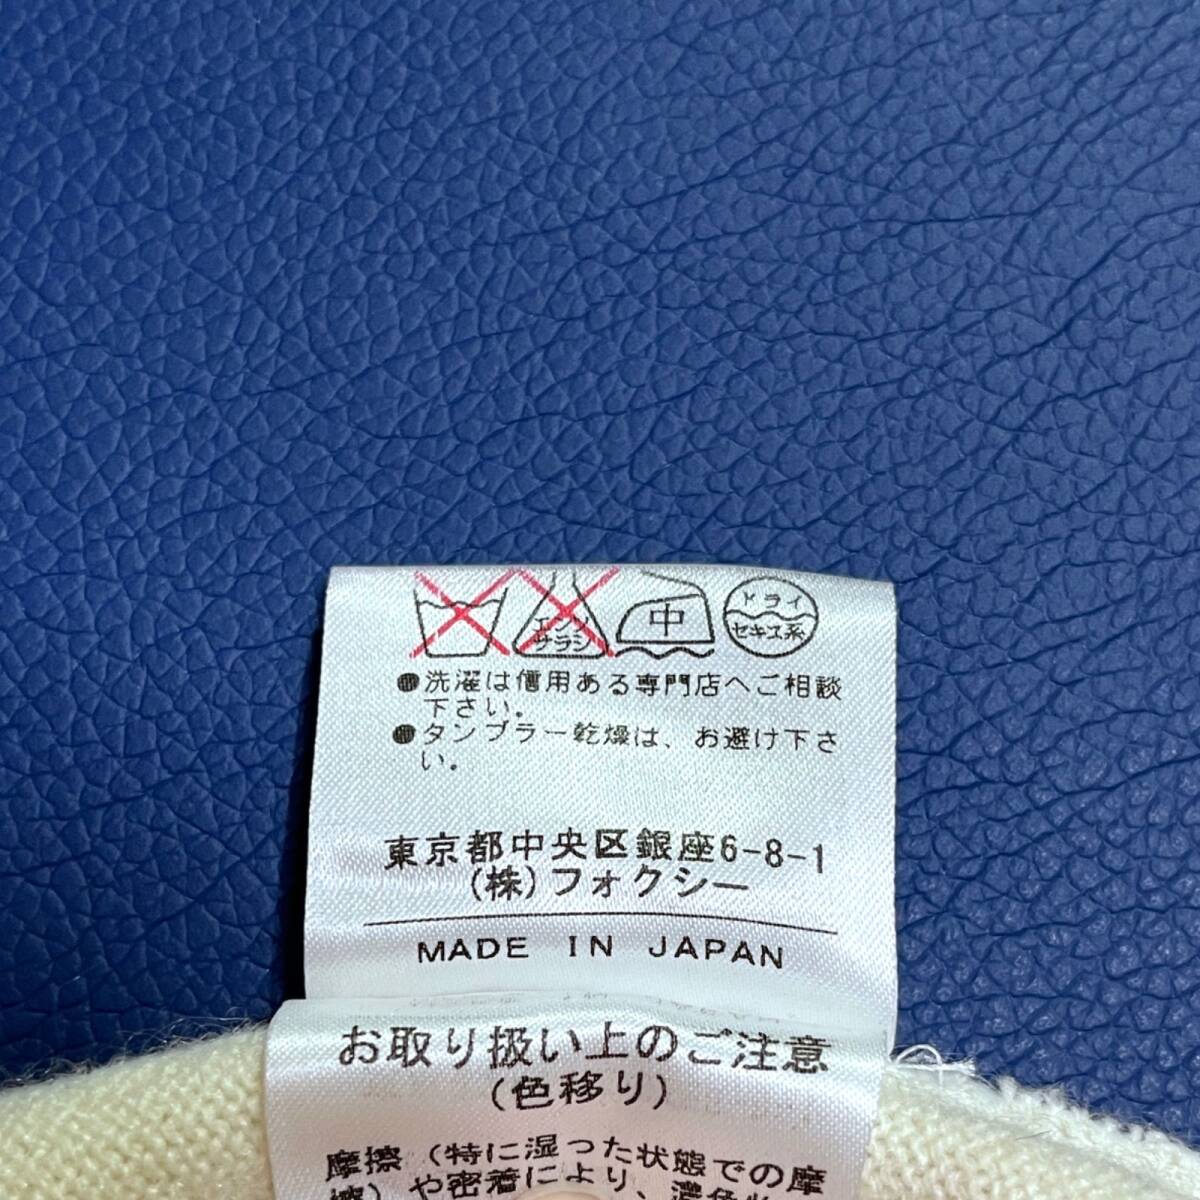 エンソ
サラシ
中
ドライ
セキユ系
●洗濯は信用ある専門店へご相談
下さい。
●タンブラー乾燥は、お避け下さ
い。
東京都中央区銀座6-8-1
(株)フォクシー
MADE IN JAPAN
お取り扱い上のご注意
(色移り)
摩擦(特に湿った状態での摩
擦)や密着により、濃色